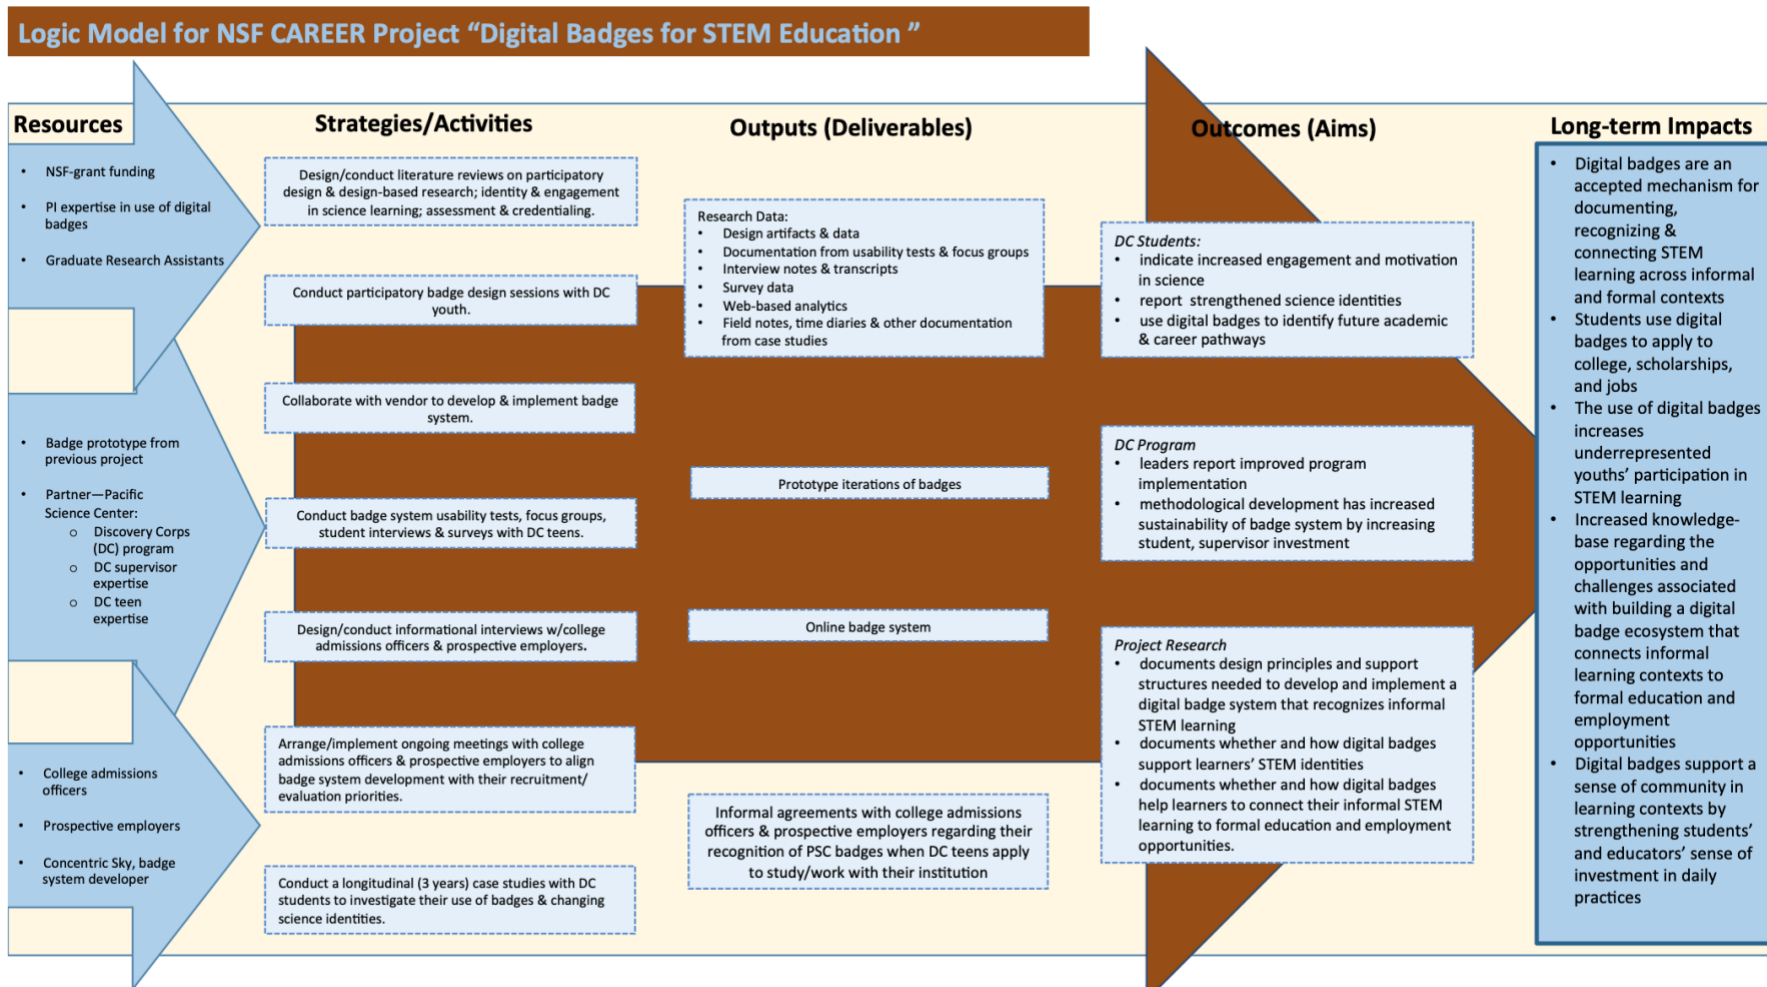 Logic Model for NSF CAREER Project “Digital Badges for STEM Education ”
Resources
• NSF-grant funding
• PI expertise in use of digital
badges
• Graduate Research Assistants
• Badge prototype from
previous project
• Partner—Pacific
Science Center:
o Discovery Corps
(DC) program
o DC supervisor
expertise
o DC teen
expertise
• College admissions
officers
• Prospective employers
• Concentric Sky, badge
system developer
Strategies/Activities
Design/conduct literature reviews on participatory
design & design-based research; identity & engagement
in science learning; assessment & credentialing.
Conduct participatory badge design sessions with DC
youth.
Collaborate with vendor to develop & implement badge
system.
Conduct badge system usability tests, focus groups,
student interviews & surveys with DC teens.
Design/conduct informational interviews w/college
admissions officers & prospective employers.
Arrange/implement ongoing meetings with college
admissions officers & prospective employers to align
badge system development with their recruitment/
evaluation priorities.
Conduct a longitudinal (3 years) case studies with DC
students to investigate their use of badges & changing
science identities.
Outputs (Deliverables)
Research Data:
• Design artifacts & data
• Documentation from usability tests & focus groups
• Interview notes & transcripts
• Survey data
• Web-based analytics
• Field notes, time diaries & other documentation
from case studies
Prototype iterations of badges
Online badge system
Informal agreements with college admissions
officers & prospective employers regarding their
recognition of PSC badges when DC teens apply
to study/work with their institution
Outcomes (Aims)
DC Students:
• indicate increased engagement and motivation
in science
• report strengthened science identities
• use digital badges to identify future academic
& career pathways
DC Program
• leaders report improved program
implementation
• methodological development has increased
sustainability of badge system by increasing
student, supervisor investment
Project Research
• documents design principles and support
structures needed to develop and implement a
digital badge system that recognizes informal
STEM learning
• documents whether and how digital badges
support learners’ STEM identities
• documents whether and how digital badges
help learners to connect their informal STEM
learning to formal education and employment
opportunities.
Long-term Impacts
• Digital badges are an
accepted mechanism for
documenting,
recognizing &
connecting STEM
learning across informal
and formal contexts
• Students use digital
badges to apply to
college, scholarships,
and jobs
• The use of digital badges
increases
underrepresented
youths’ participation in
STEM learning
• Increased knowledge-
base regarding the
opportunities and
challenges associated
with building a digital
badge ecosystem that
connects informal
learning contexts to
formal education and
employment
opportunities
• Digital badges support a
sense of community in
learning contexts by
strengthening students’
and educators’ sense of
investment in daily
practices